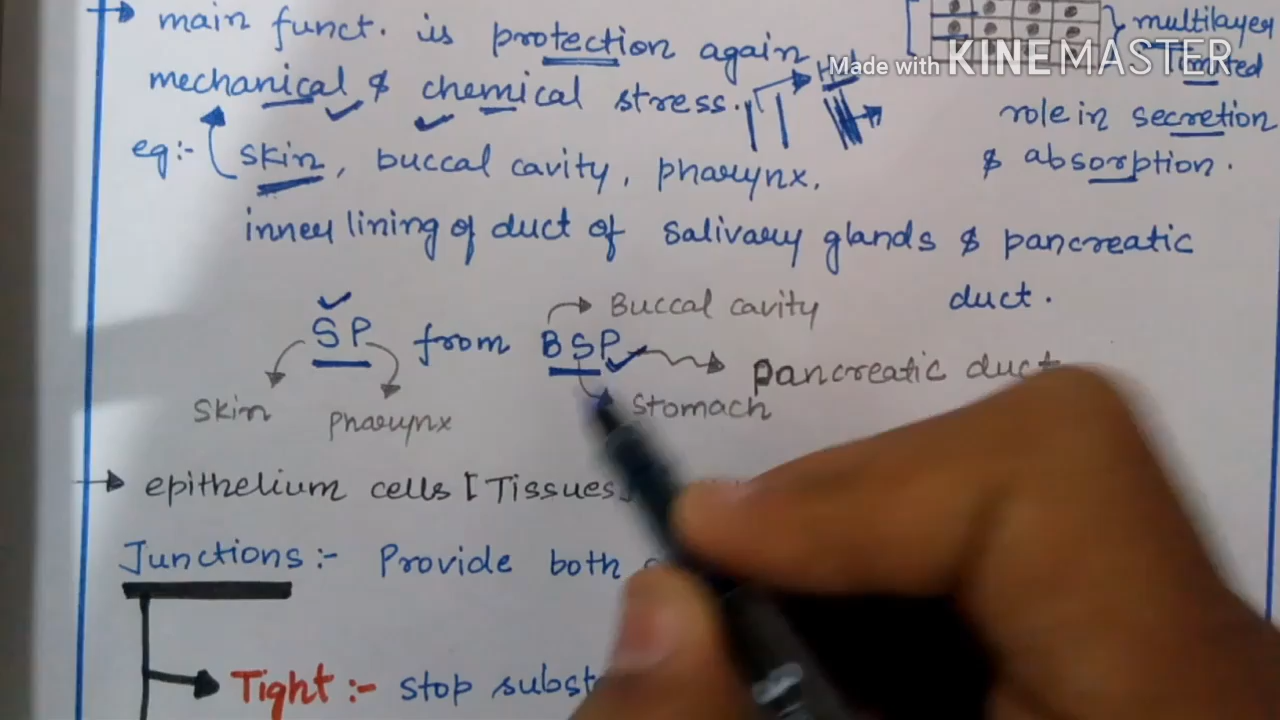 → main funct. is protection again
mechanical & chemical stress.
eg:- skin, buccal cavity, pharynx,
inner lining of duct of salivary glands & pancreatic
duct.
} multilayer
role in secretion
& absorption.
Made with KINEMASTER
SP from BSP
Buccal cavity
Pancreatic duct
Stomach
Skin
Pharynx
→ epithelium cells [Tissues]
Junctions :- Provide both
Tight :- stop subst